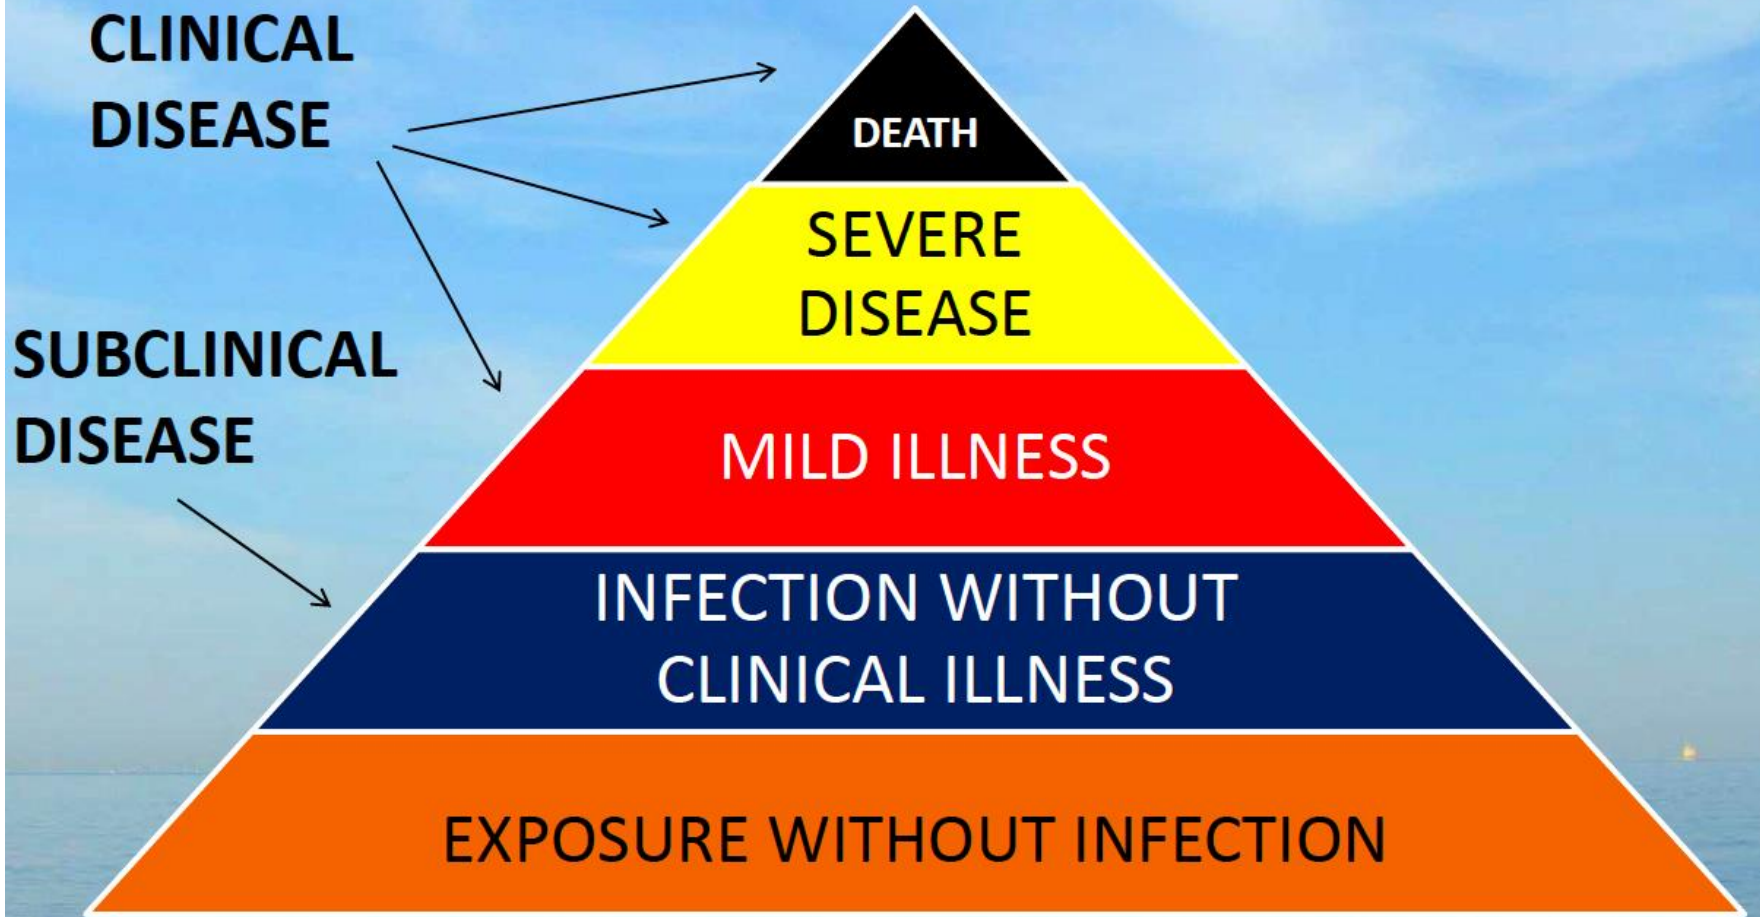 CLINICAL
DISEASE
DEATH
SEVERE
DISEASE
SUBCLINICAL
DISEASE
MILD ILLNESS
INFECTION WITHOUT
CLINICAL ILLNESS
EXPOSURE WITHOUT INFECTION